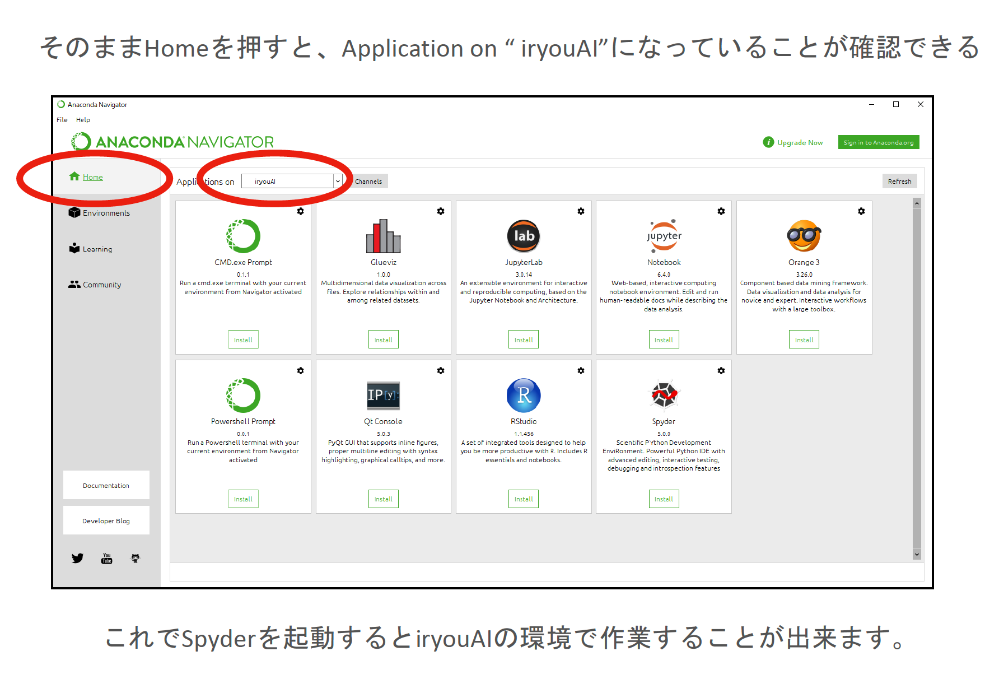 そのままHomeを押すと、Application on “ iryouAI”になっていることが確認できる
Anaconda Navigator
File Help
ANACONDA NAVIGATOR
Upgrade Now
Sign in to Anaconda.org
Home
Applications on
iryouAI
Channels
Refresh
Environments
Learning
Community
CMD.exe Prompt
0.1.1
Run a cmd.exe terminal with your current
environment from Navigator activated
Install
Glueviz
1.0.0
Multidimensional data visualization across
files. Explore relationships within and
among related datasets.
Install
lab
JupyterLab
3.0.14
An extensible environment for interactive
and reproducible computing, based on the
Jupyter Notebook and Architecture.
Install
jupyter
Notebook
6.4.0
Web-based, interactive computing
notebook environment. Edit and run
human-readable docs while describing the
data analysis.
Install
Orange 3
3.26.0
Component based data mining framework.
Data visualization and data analysis for
novice and expert. Interactive workflows
with a large toolbox.
Install
Powershell Prompt
0.0.1
Run a Powershell terminal with your
current environment from Navigator
activated
Install
IP[y]:
Qt Console
5.0.3
PyQt GUI that supports inline figures,
proper multiline editing with syntax
highlighting, graphical calltips, and more.
Install
R
RStudio
1.1.456
A set of integrated tools designed to help
you be more productive with R. Includes R
essentials and notebooks.
Install
Spyder
5.0.0
Scientific PYthon Development
EnviRonment. Powerful Python IDE with
advanced editing, interactive testing,
debugging and introspection features
Install
Documentation
Developer Blog
You
Tube
これでSpyderを起動するとiryouAIの環境で作業することが出来ます。